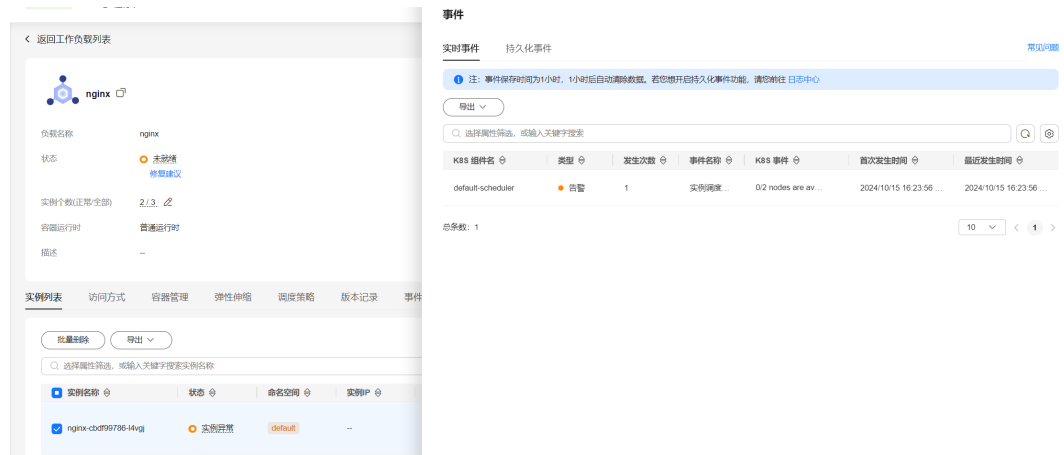 返回工作负载列表
nginx
负载名称 nginx
状态 未就绪
修复建议
实例个数(正常/全部) 2 / 3
容器运行时 普通运行时
描述 --
实例列表 访问方式 容器管理 弹性伸缩 调度策略 版本记录 事件
批量删除 导出
选择属性筛选，或输入关键字搜索实例名称
实例名称 状态 命名空间 实例IP
nginx-cbdf99786-l4vgj 实例异常 default --
事件
实时事件 持久化事件 常见问题
注：事件保存时间为1小时，1小时后自动清除数据。若您想开启持久化事件功能，请您前往 日志中心
导出
选择属性筛选，或输入关键字搜索
K8S 组件名 类型 发生次数 事件名称 K8S 事件 首次发生时间 最近发生时间
default-scheduler 告警 1 实例调度... 0/2 nodes are av... 2024/10/15 16:23:56 ... 2024/10/15 16:23:56 ...
总条数：1 10 1